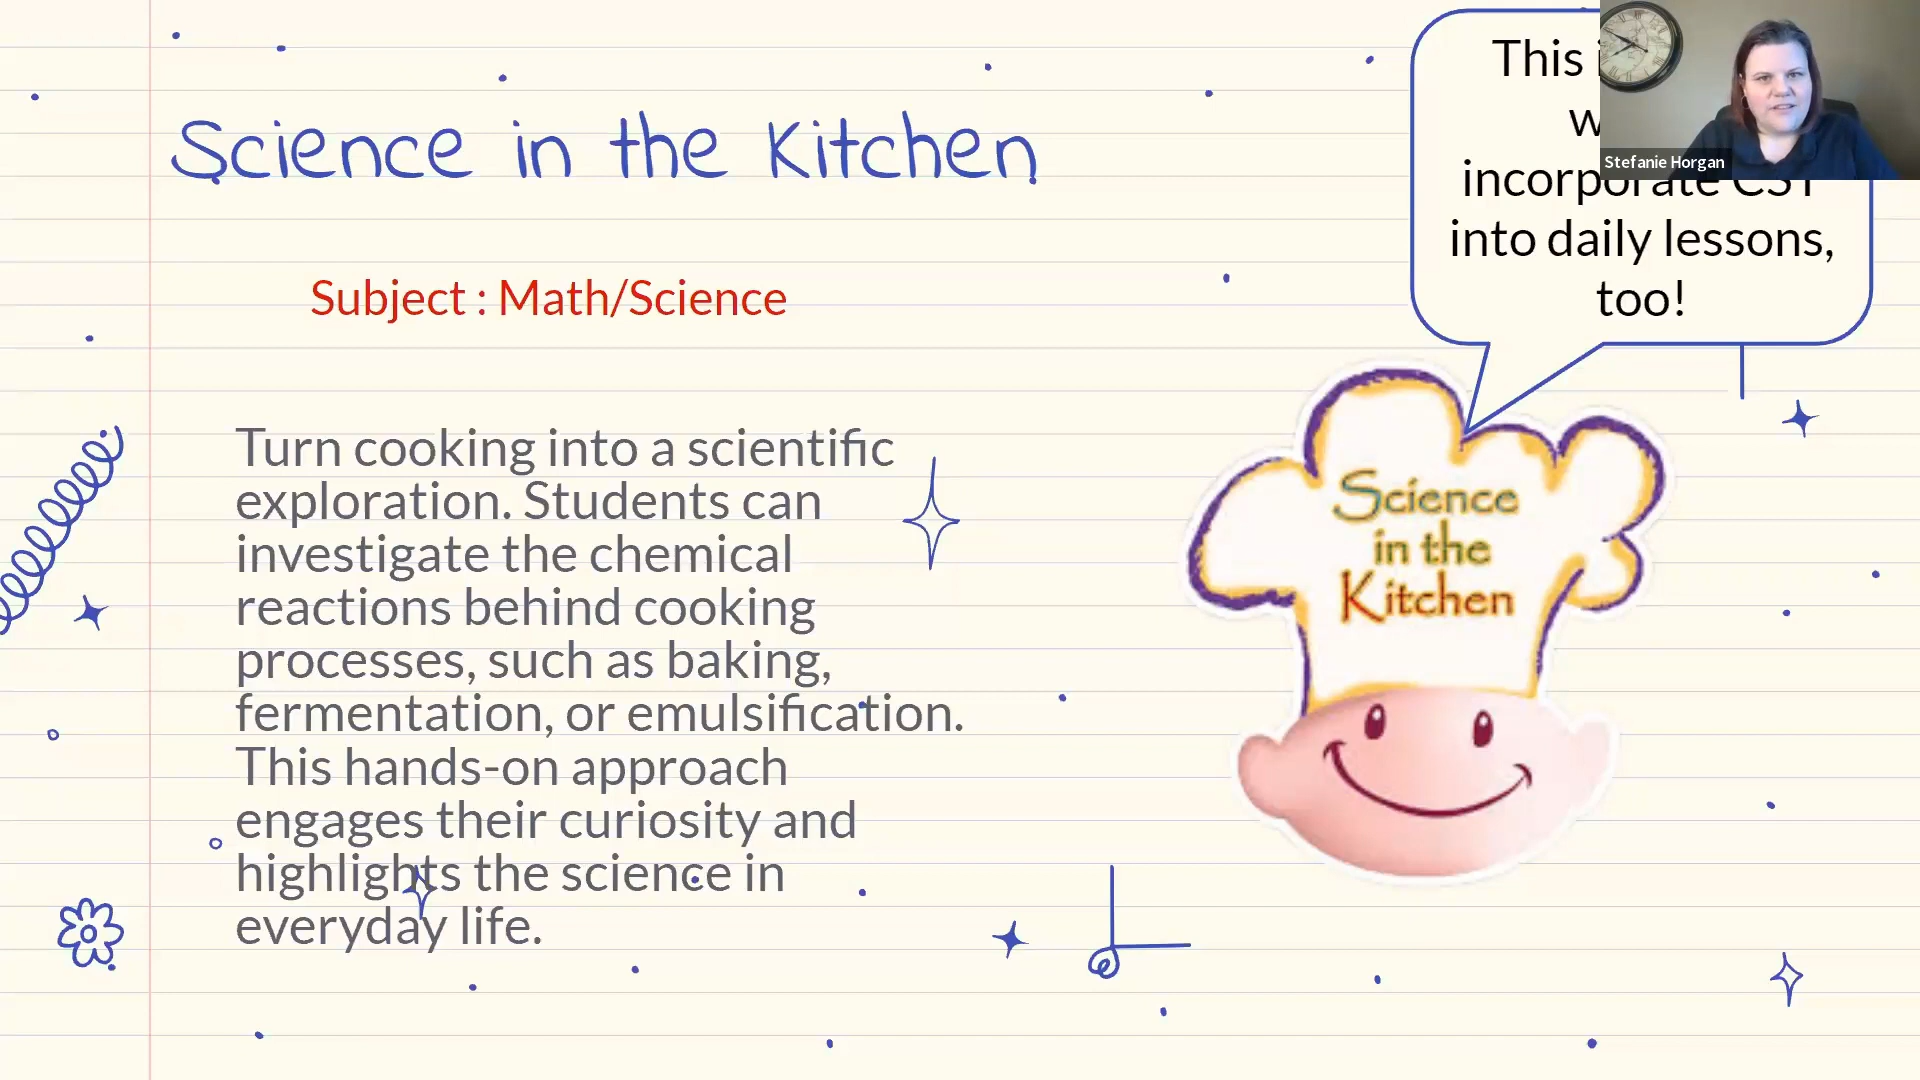 Science in the Kitchen
Subject : Math/Science
Turn cooking into a scientific
exploration. Students can
investigate the chemical
reactions behind cooking
processes, such as baking,
fermentation, or emulsification.
This hands-on approach
engages their curiosity and
highlights the science in
everyday life.
This
incorporate CST
into daily lessons,
too!
Stefanie Horgan
Science
in the
Kitchen